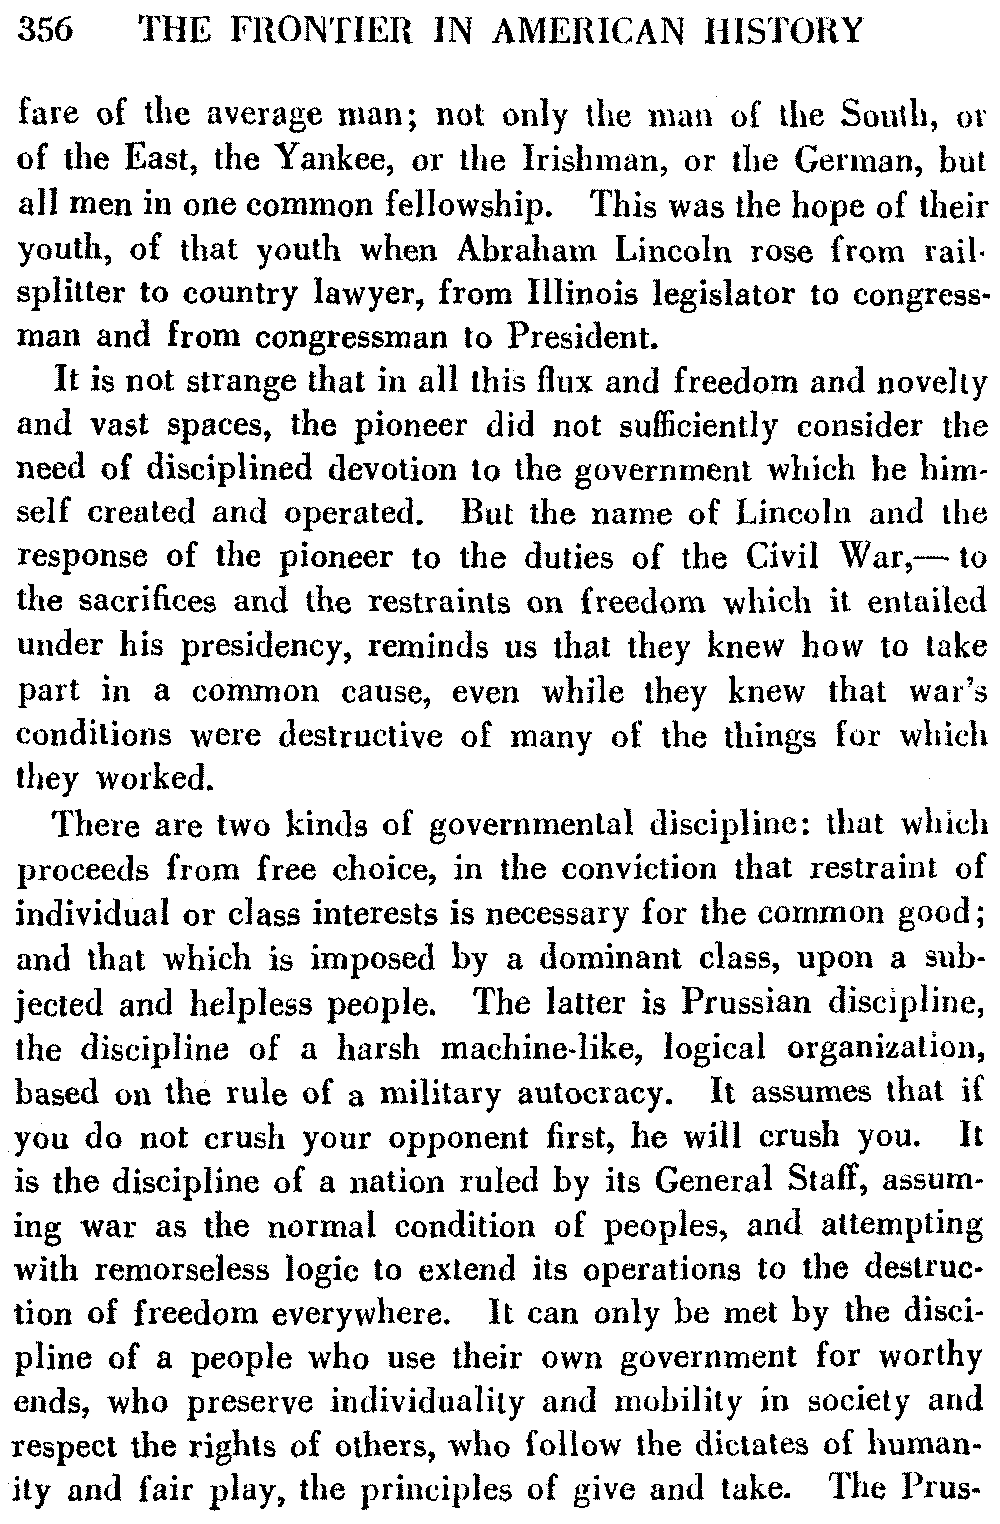 356 THE FRONTIER IN AMERICAN HISTORY
fare of the average man; not only the man of the South, or
of the East, the Yankee, or the Irishman, or the German, but
all men in one common fellowship. This was the hope of their
youth, of that youth when Abraham Lincoln rose from rail-
splitter to country lawyer, from Illinois legislator to congress-
man and from congressman to President.
It is not strange that in all this flux and freedom and novelty
and vast spaces, the pioneer did not sufficiently consider the
need of disciplined devotion to the government which he him-
self created and operated. But the name of Lincoln and the
response of the pioneer to the duties of the Civil War,— to
the sacrifices and the restraints on freedom which it entailed
under his presidency, reminds us that they knew how to take
part in a common cause, even while they knew that war's
conditions were destructive of many of the things for which
they worked.
There are two kinds of governmental discipline: that which
proceeds from free choice, in the conviction that restraint of
individual or class interests is necessary for the common good;
and that which is imposed by a dominant class, upon a sub-
jected and helpless people. The latter is Prussian discipline,
the discipline of a harsh machine-like, logical organization,
based on the rule of a military autocracy. It assumes that if
you do not crush your opponent first, he will crush you. It
is the discipline of a nation ruled by its General Staff, assum-
ing war as the normal condition of peoples, and attempting
with remorseless logic to extend its operations to the destruc-
tion of freedom everywhere. It can only be met by the disci-
pline of a people who use their own government for worthy
ends, who preserve individuality and mobility in society and
respect the rights of others, who follow the dictates of human-
ity and fair play, the principles of give and take. The Prus-